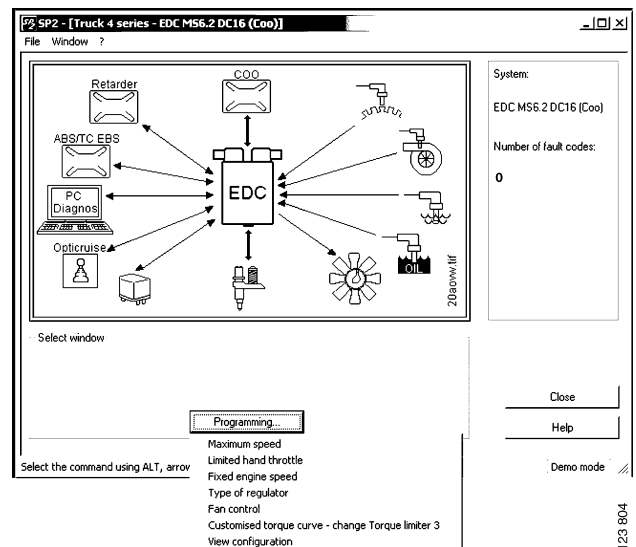 SP2 - [Truck 4 series - EDC MS6.2 DC16 (Coo)]
File Window ?
Retarder
COO
ABS/TC EBS
PC
Diagnos
EDC
Opticruise
OIL
20aovw.tif
System:
EDC MS6.2 DC16 (Coo)
Number of fault codes:
0
Select window
Programming...
Maximum speed
Limited hand throttle
Fixed engine speed
Type of regulator
Fan control
Customised torque curve - change Torque limiter 3
View configuration
Close
Help
Select the command using ALT, arrow
Demo mode
123 804